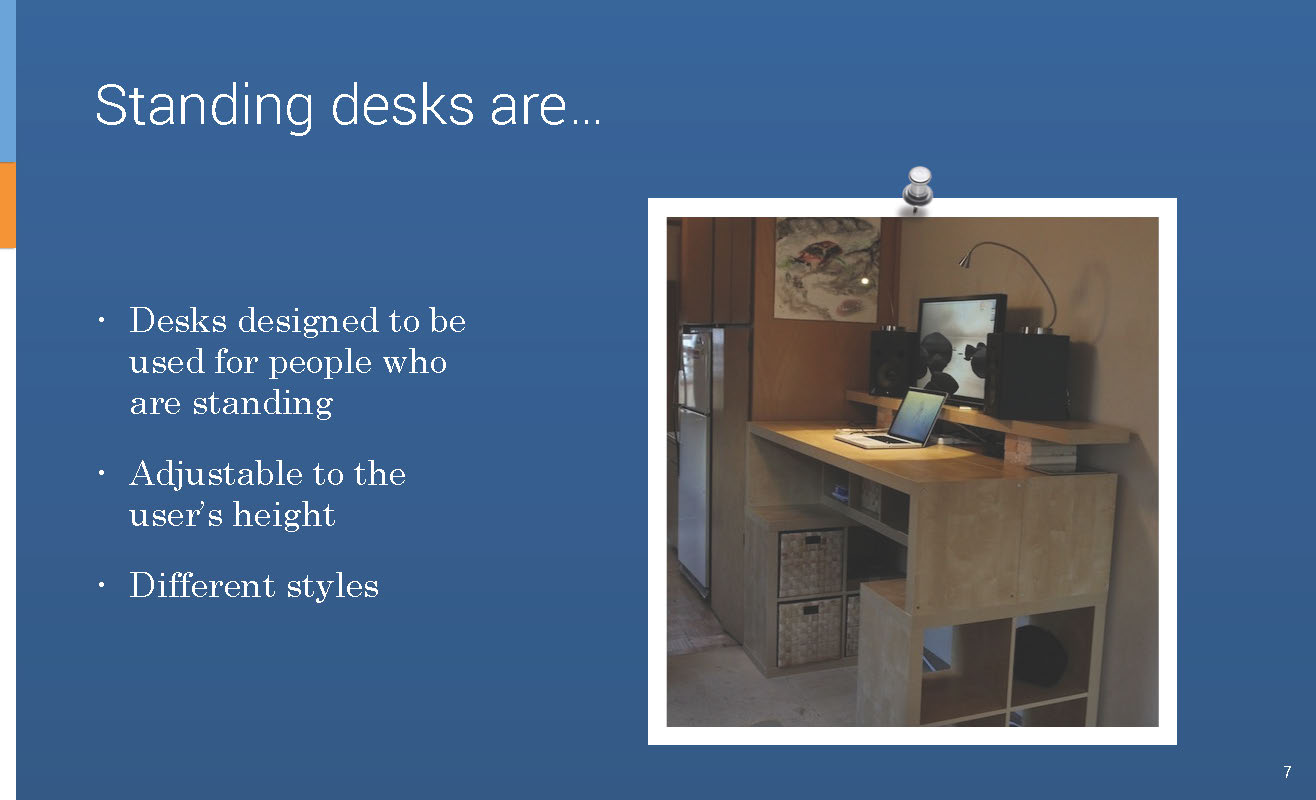 Standing desks are…
• Desks designed to be
used for people who
are standing
• Adjustable to the
user’s height
• Different styles
7